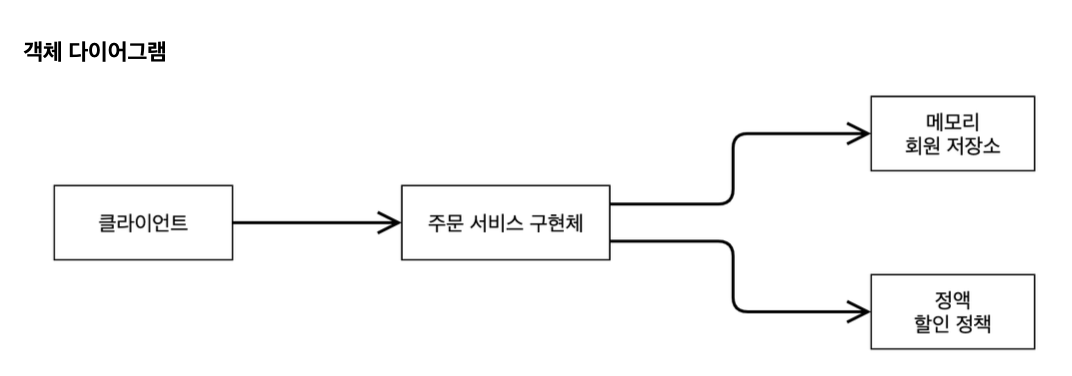 객체 다이어그램
클라이언트
주문 서비스 구현체
메모리
회원 저장소
정액
할인 정책